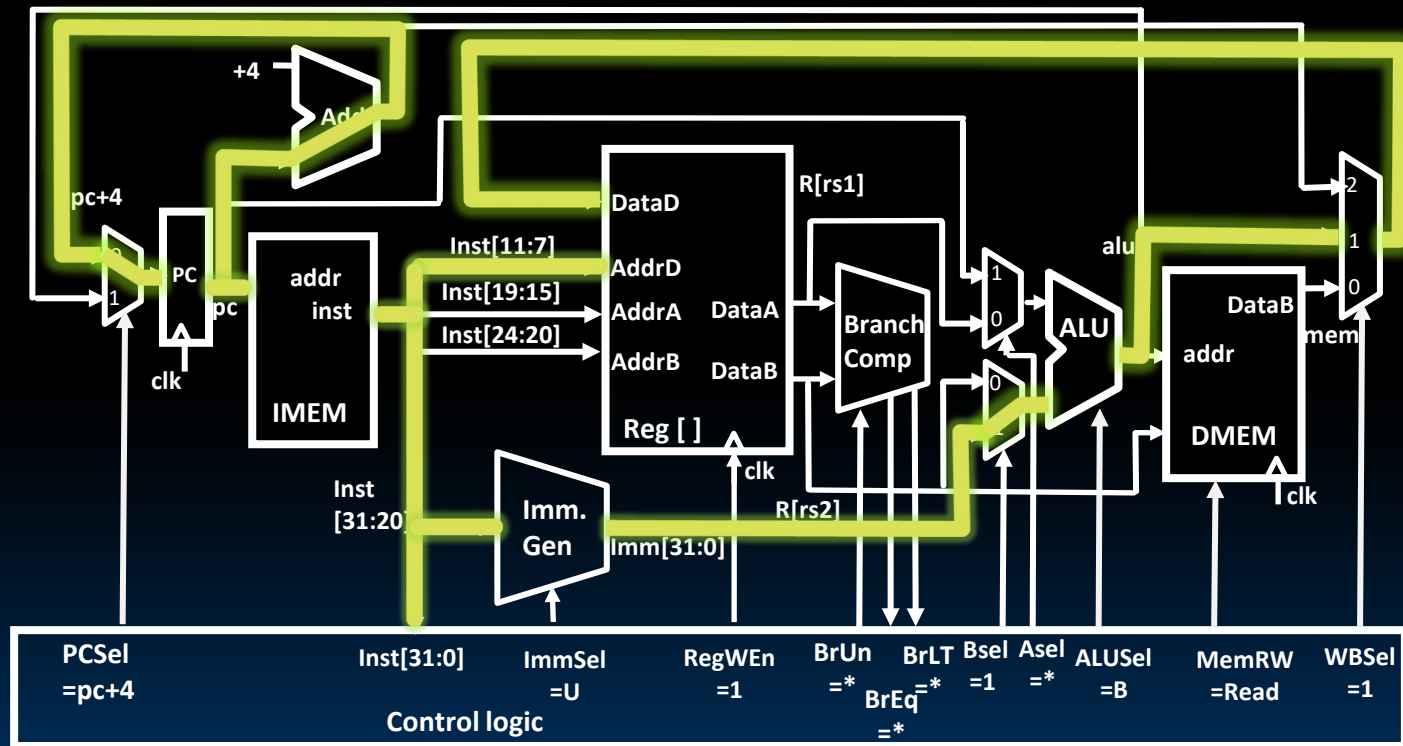 +4
Add
pc+4
0
1
PC
pc
clk
addr
inst
IMEM
Inst[11:7]
Inst[19:15]
Inst[24:20]
DataD
AddrD
AddrA
AddrB
DataA
DataB
Reg [ ]
clk
R[rs1]
R[rs2]
Branch
Comp
1
0
0
1
ALU
alu
addr
DataB
DMEM
clk
mem
2
1
0
Inst
[31:20]
Imm.
Gen
Imm[31:0]
PCSel
=pc+4
Inst[31:0]
ImmSel
=U
RegWEn
=1
BrUn
=*
BrEq
=*
BrLT
=*
Bsel
=1
Asel
=*
ALUSel
=B
MemRW
=Read
WBSel
=1
Control logic